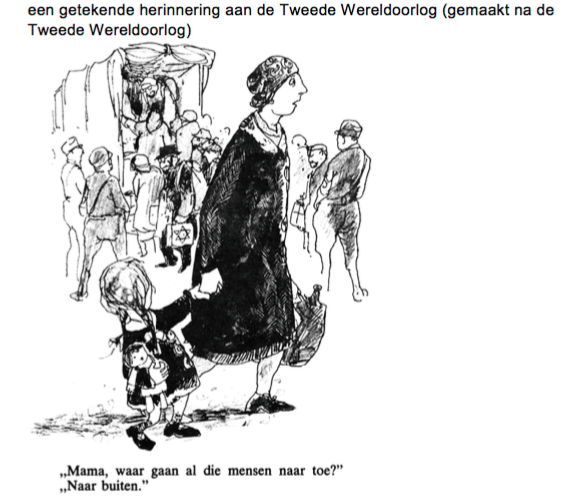 een getekende herinnering aan de Tweede Wereldoorlog (gemaakt na de
Tweede Wereldoorlog)
„Mama, waar gaan al die mensen naar toe?”
„Naar buiten.”